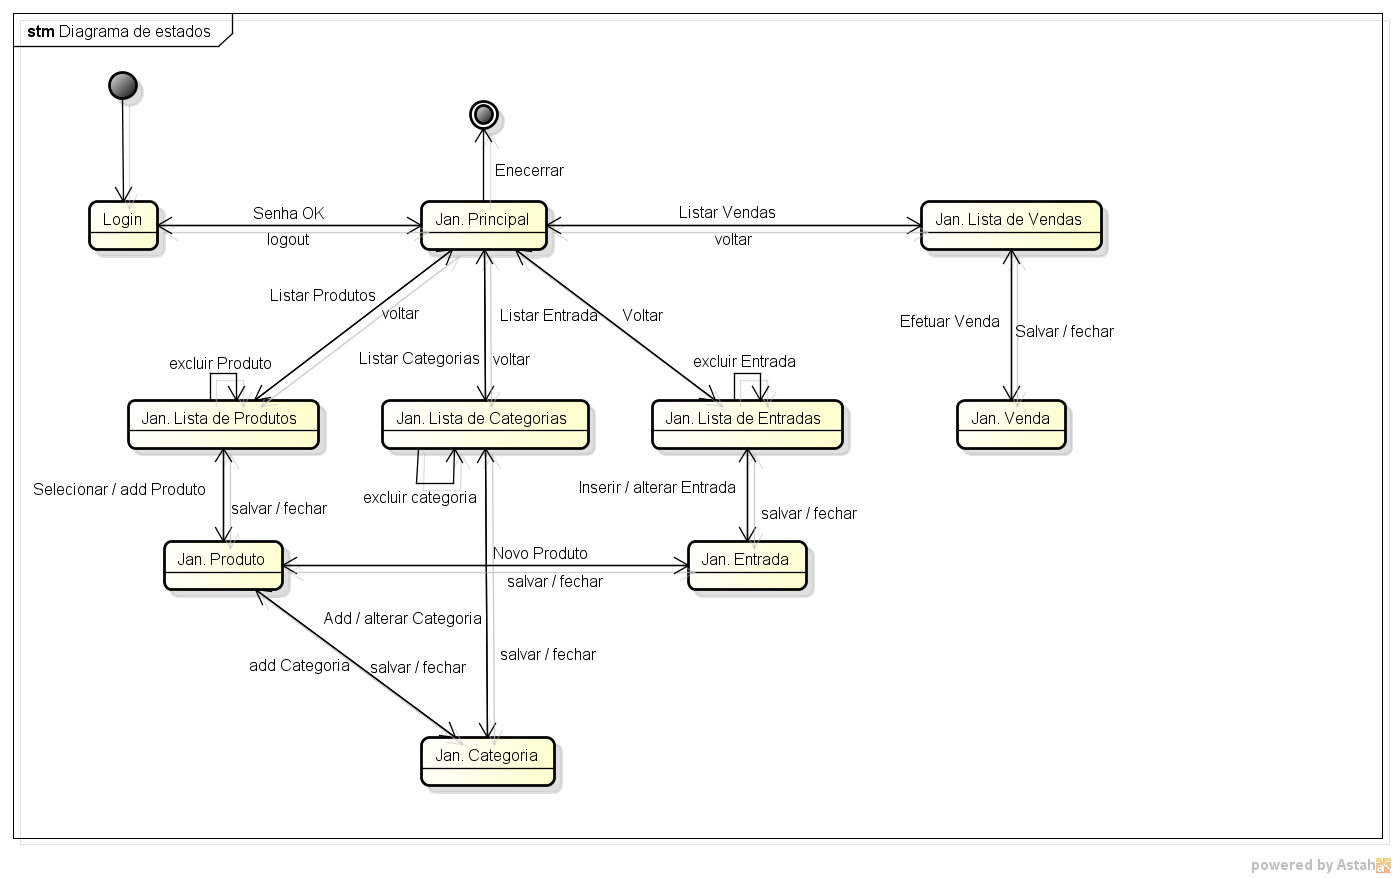 stm Diagrama de estados
Enecerrar
Login
Senha OK
logout
Jan. Principal
Listar Vendas
voltar
Jan. Lista de Vendas
Listar Produtos
voltar
Listar Categorias
voltar
Listar Entrada
Voltar
Efetuar Venda
Salvar / fechar
excluir Produto
excluir Entrada
Jan. Lista de Produtos
Jan. Lista de Categorias
Jan. Lista de Entradas
Jan. Venda
Selecionar / add Produto
salvar / fechar
excluir categoria
Inserir / alterar Entrada
salvar / fechar
Jan. Produto
Novo Produto
salvar / fechar
Jan. Entrada
Add / alterar Categoria
salvar / fechar
add Categoria
salvar / fechar
Jan. Categoria
powered by Astah